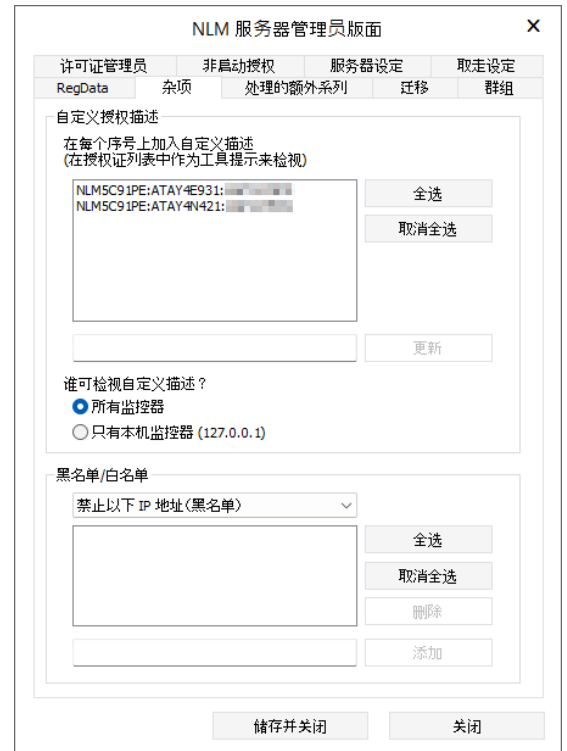 NLM 服务器管理员版面
许可证管理员
非启动授权
服务器设定
取走设定
RegData
杂项
处理的额外系列
迁移
群组
自定义授权描述
在每个序号上加入自定义描述
(在授权证列表中作为工具提示来检视)
NLM5C91PE:ATAY4E931:
NLM5C91PE:ATAY4N421:
全选
取消全选
更新
谁可检视自定义描述？
所有监控器
只有本机监控器 (127.0.0.1)
黑名单/白名单
禁止以下 IP 地址(黑名单)
全选
取消全选
删除
添加
储存并关闭
关闭